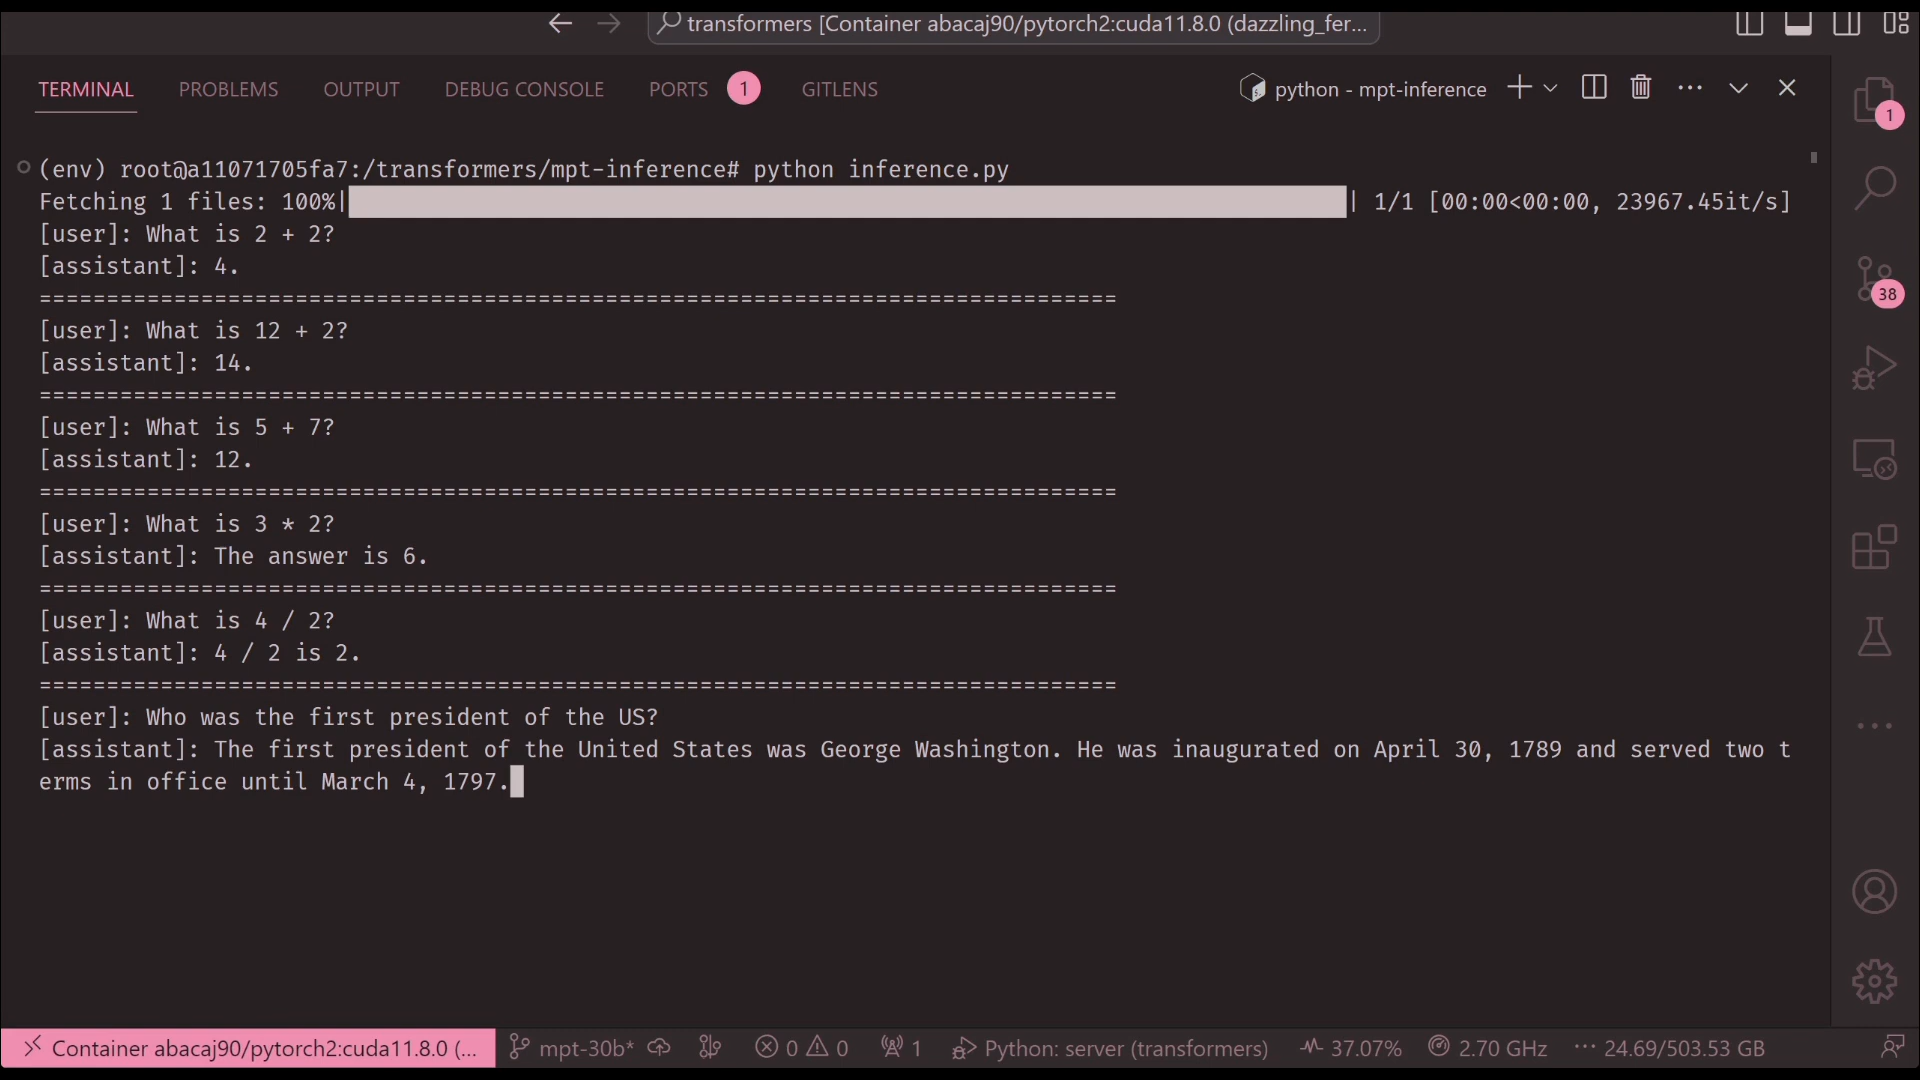 transformers [Container abacaj90/pytorch2:cuda11.8.0 (dazzling_fer...
TERMINAL PROBLEMS OUTPUT DEBUG CONSOLE PORTS 1 GITLENS python - mpt-inference
1
(env) root@a11071705fa7:/transformers/mpt-inference# python inference.py
Fetching 1 files: 100%| | 1/1 [00:00<00:00, 23967.45it/s]
[user]: What is 2 + 2?
[assistant]: 4.
================================================================================
[user]: What is 12 + 2?
[assistant]: 14.
================================================================================
[user]: What is 5 + 7?
[assistant]: 12.
================================================================================
[user]: What is 3 * 2?
[assistant]: The answer is 6.
================================================================================
[user]: What is 4 / 2?
[assistant]: 4 / 2 is 2.
================================================================================
[user]: Who was the first president of the US?
[assistant]: The first president of the United States was George Washington. He was inaugurated on April 30, 1789 and served two t
erms in office until March 4, 1797.
38
Container abacaj90/pytorch2:cuda11.8.0 (... mpt-30b* 0 0 1 Python: server (transformers) 37.07% 2.70 GHz 24.69/503.53 GB